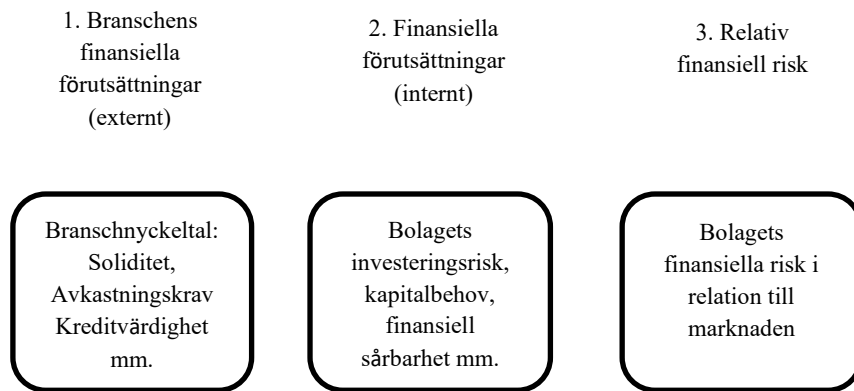 1. Branschens
finansiella
förutsättningar
(externt)
2. Finansiella
förutsättningar
(internt)
3. Relativ
finansiell risk
Branschnyckeltal:
Soliditet,
Avkastningskrav
Kreditvärdighet
mm.
Bolagets
investeringsrisk,
kapitalbehov,
finansiell
sårbarhet mm.
Bolagets
finansiella risk i
relation till
marknaden